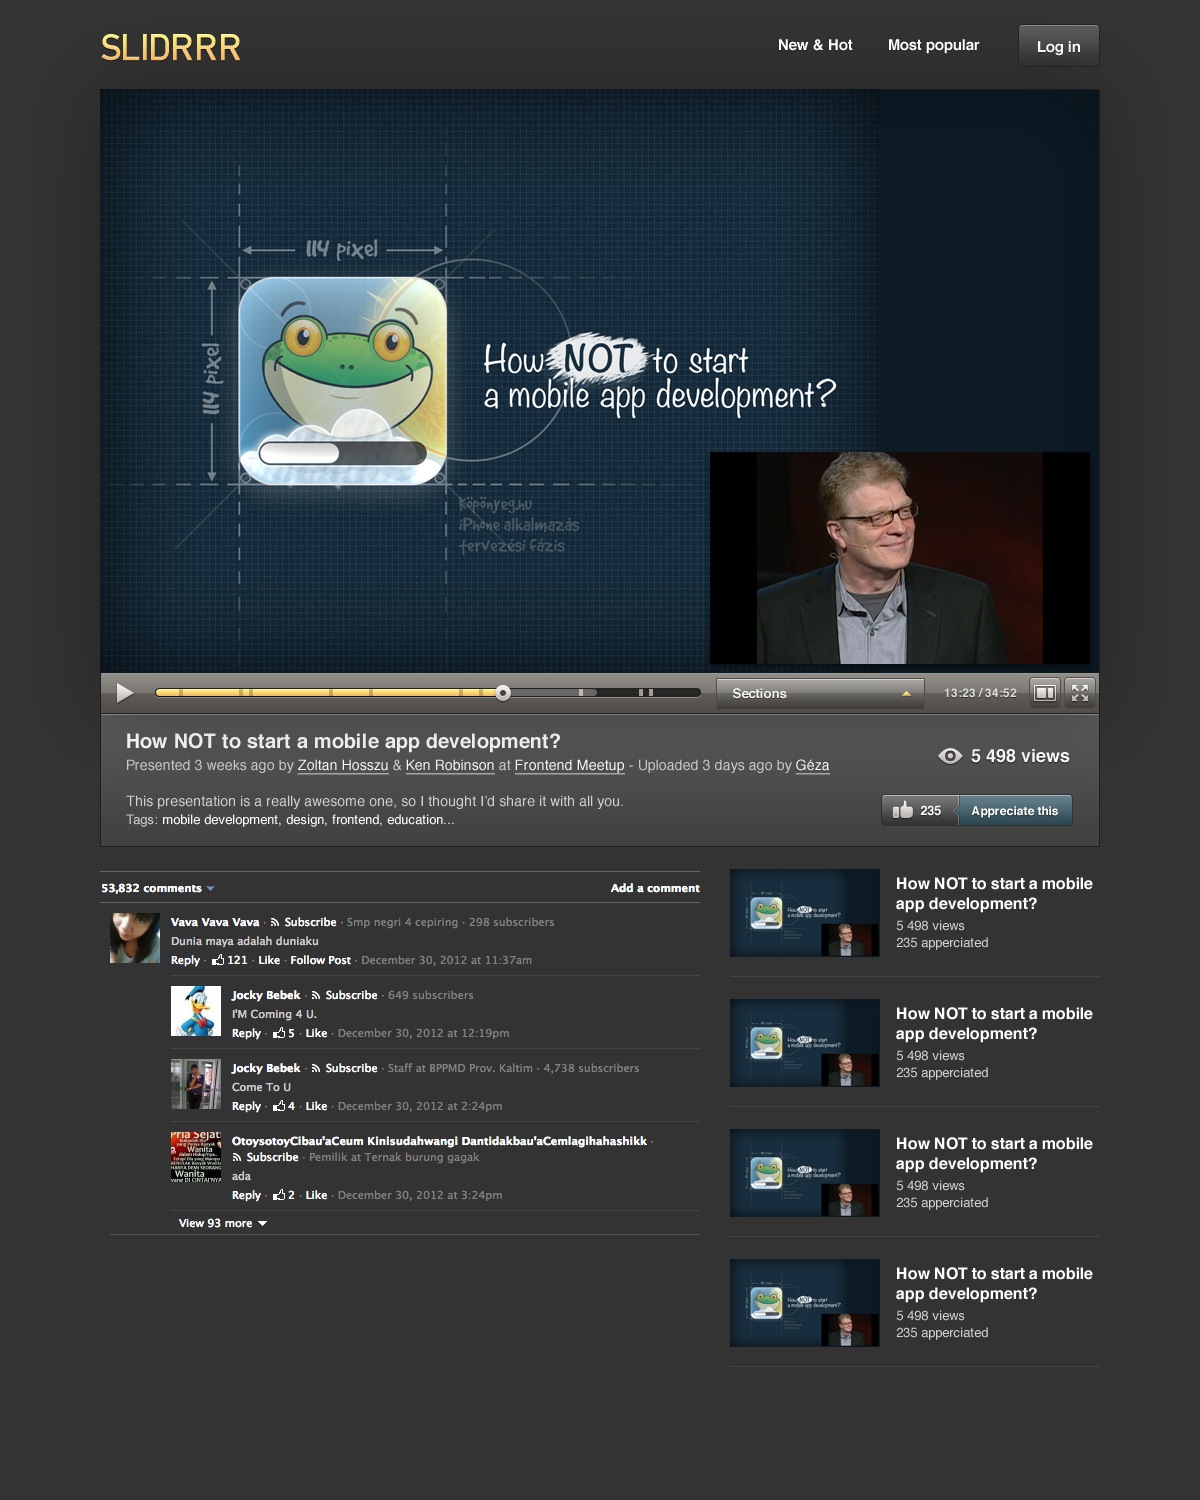 SLIDRRR
New & Hot
Most popular
Log in
114 pixel
114 pixel
How NOT to start
a mobile app development?
Köpönyeg.hu
iPhone alkalmazás
tervezési fázis
Sections
13:23 / 34:52
How NOT to start a mobile app development?
Presented 3 weeks ago by Zoltan Hosszu & Ken Robinson at Frontend Meetup - Uploaded 3 days ago by Géza
5 498 views
This presentation is a really awesome one, so I thought I'd share it with all you.
Tags: mobile development, design, frontend, education...
235
Appreciate this
53,832 comments
Add a comment
Vava Vava Vava · Subscribe · Smp negri 4 cepiring · 298 subscribers
Dunia maya adalah duniaku
Reply · 121 · Like · Follow Post · December 30, 2012 at 11:37am
Jocky Bebek · Subscribe · 649 subscribers
I'M Coming 4 U.
Reply · 5 · Like · December 30, 2012 at 12:19pm
Jocky Bebek · Subscribe · Staff at BPPMD Prov. Kaltim · 4,738 subscribers
Come To U
Reply · 4 · Like · December 30, 2012 at 2:24pm
Pria Sejati
Wanita
Wanita
OtoysotoyCibau'aCeum Kinisudahwangi Dantidakbau'aCemlagihahashikk ·
Subscribe · Pemilik at Ternak burung gagak
ada
Reply · 2 · Like · December 30, 2012 at 3:24pm
View 93 more
How NOT to start a mobile
app development?
5 498 views
235 apperciated
How NOT to start a mobile
app development?
5 498 views
235 apperciated
How NOT to start a mobile
app development?
5 498 views
235 apperciated
How NOT to start a mobile
app development?
5 498 views
235 apperciated